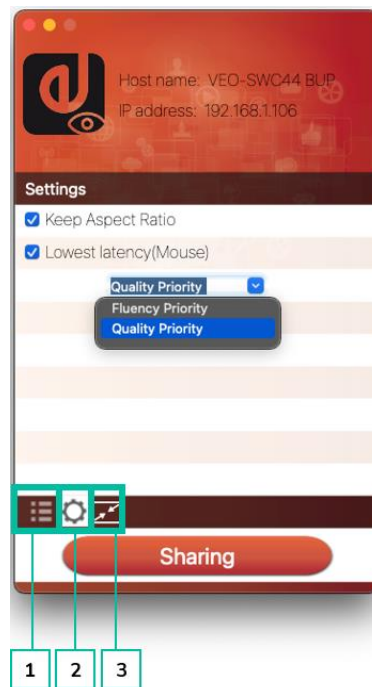 Host name: VEO-SWC44 BUP
IP address: 192.168.1.106
Settings
Keep Aspect Ratio
Lowest latency(Mouse)
Quality Priority
Fluency Priority
Quality Priority
Sharing
1 2 3